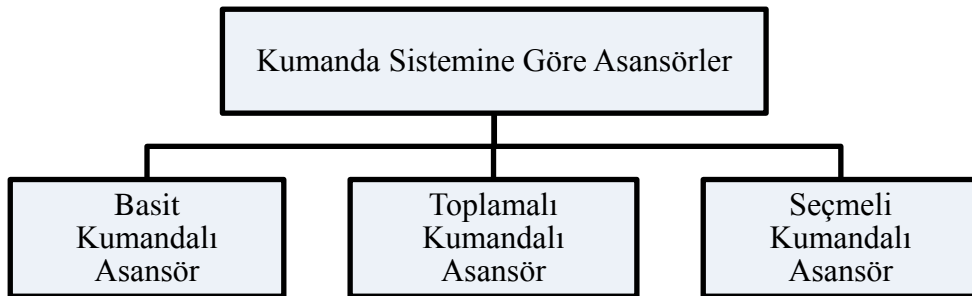 Kumanda Sistemine Göre Asansörler
Basit
Kumandalı
Asansör
Toplamalı
Kumandalı
Asansör
Seçmeli
Kumandalı
Asansör